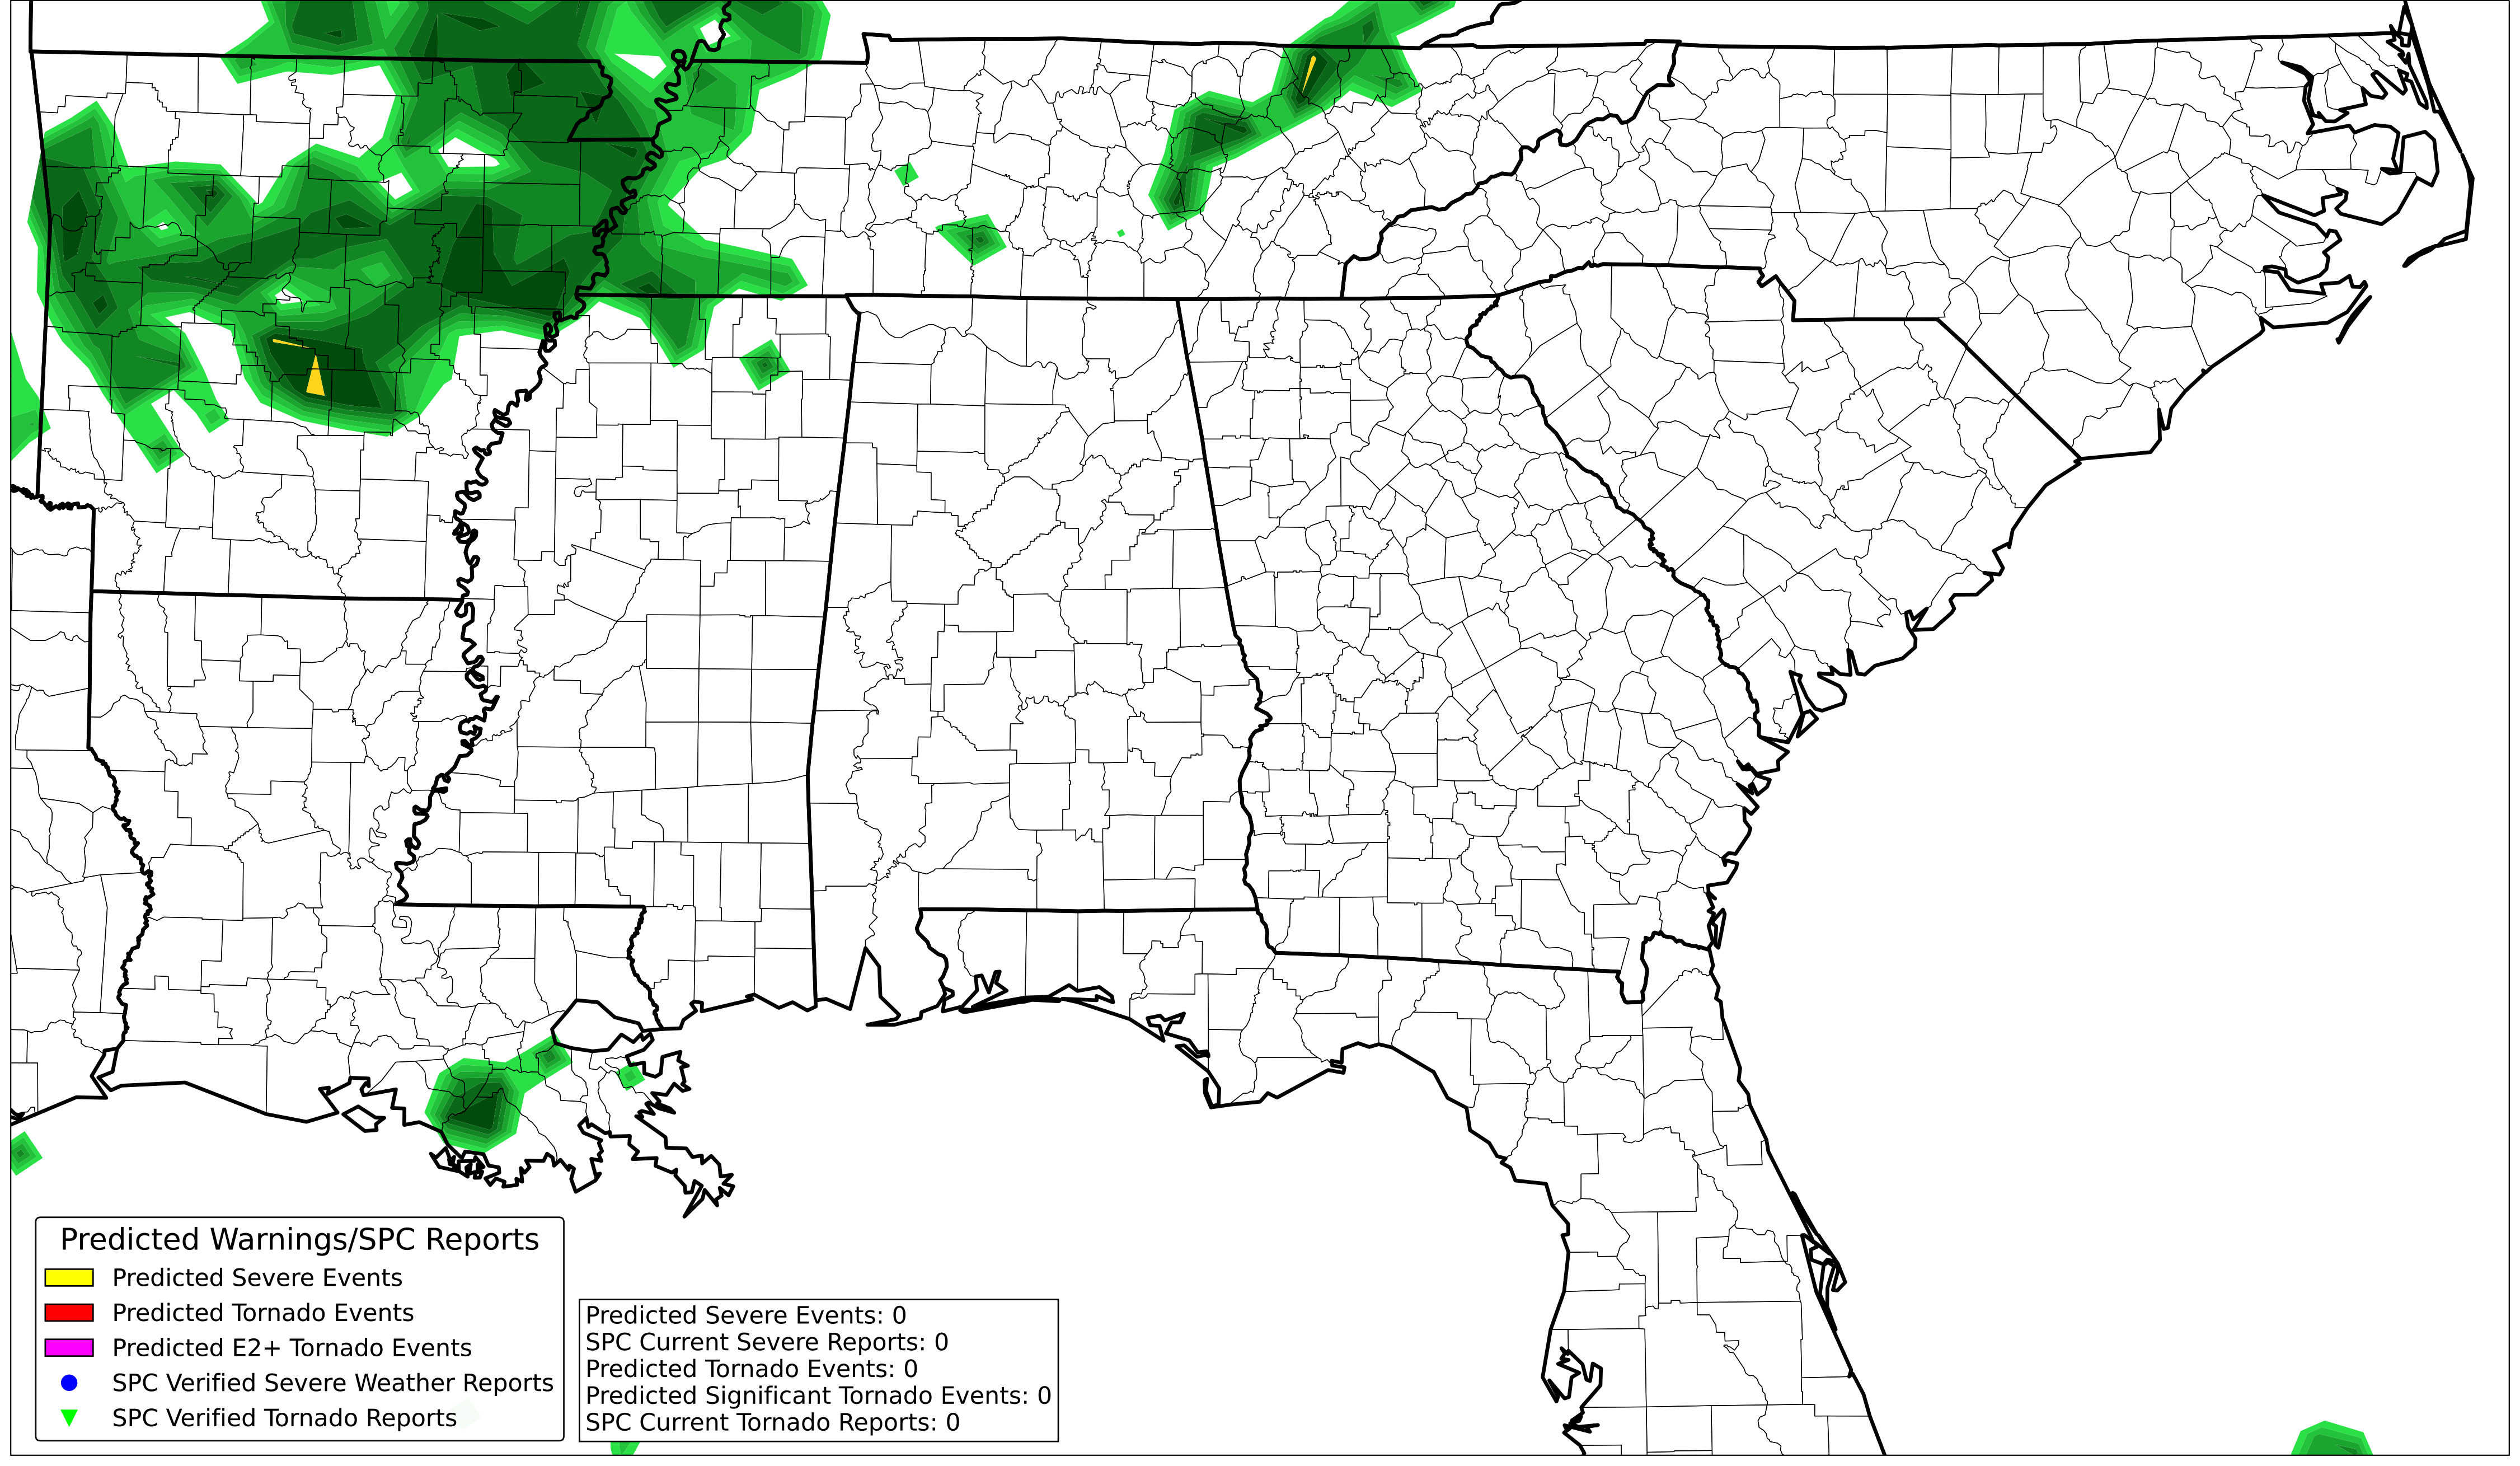 Predicted Warnings/SPC Reports
Predicted Severe Events
Predicted Tornado Events
Predicted E2+ Tornado Events
SPC Verified Severe Weather Reports
SPC Verified Tornado Reports
Predicted Severe Events: 0
SPC Current Severe Reports: 0
Predicted Tornado Events: 0
Predicted Significant Tornado Events: 0
SPC Current Tornado Reports: 0